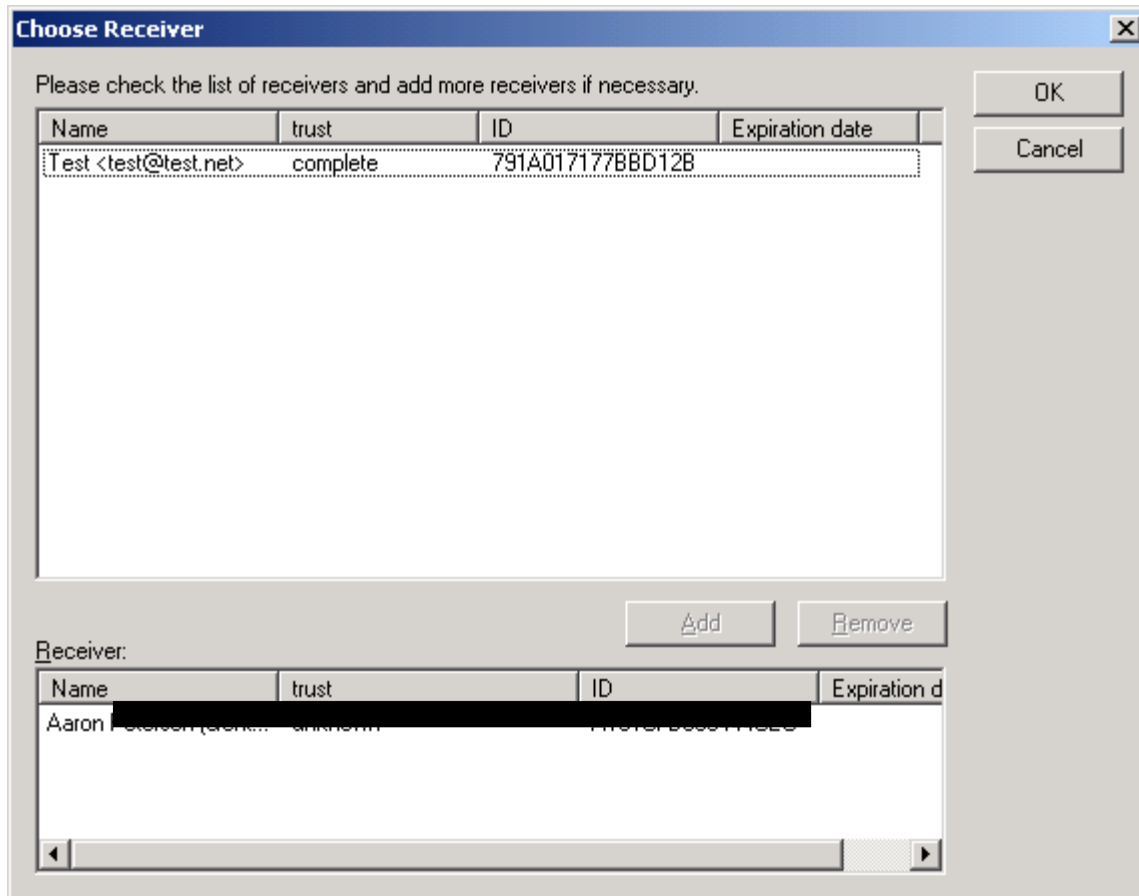 Choose Receiver
Please check the list of receivers and add more receivers if necessary.
OK
Cancel
Name trust ID Expiration date
Test <test@test.net> complete 791A017177BBD12B
Add Remove
Receiver:
Name trust ID Expiration d
Aaron